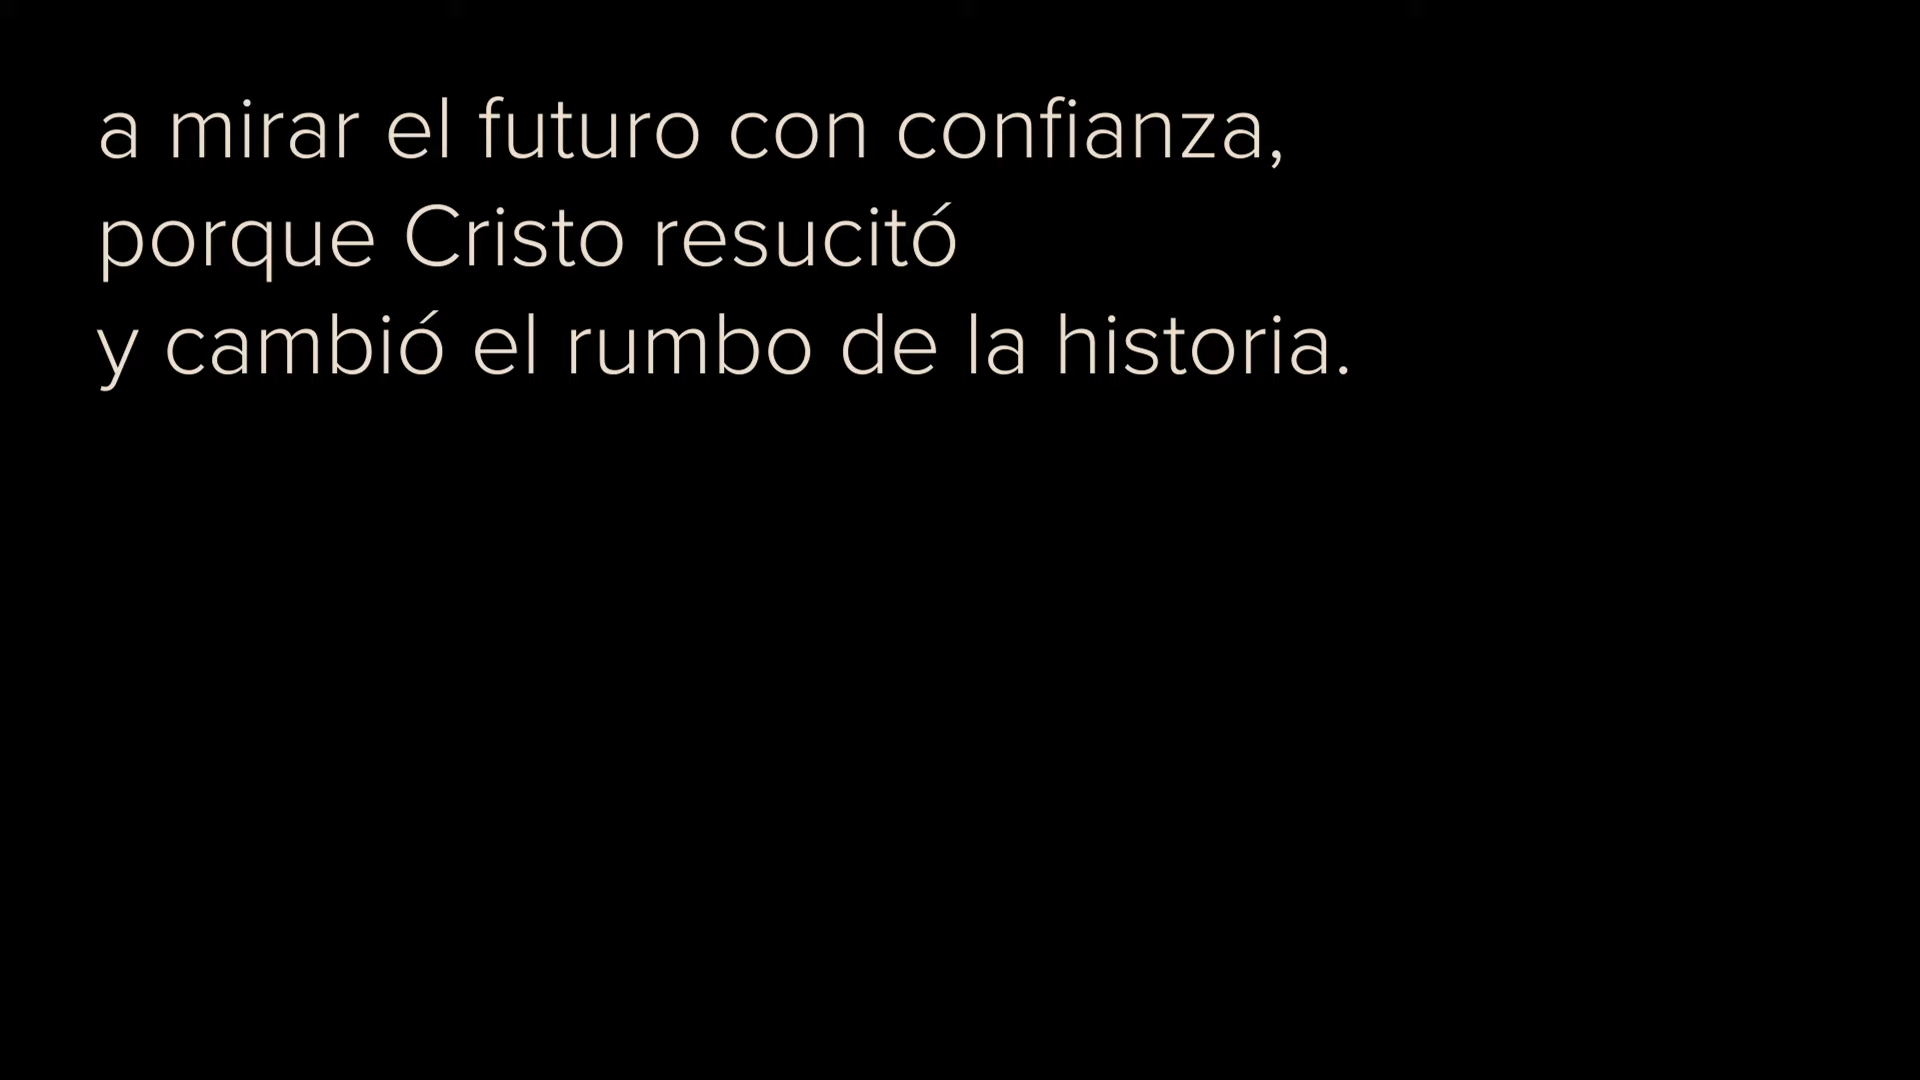 a mirar el futuro con confianza,
porque Cristo resucitó
y cambió el rumbo de la historia.